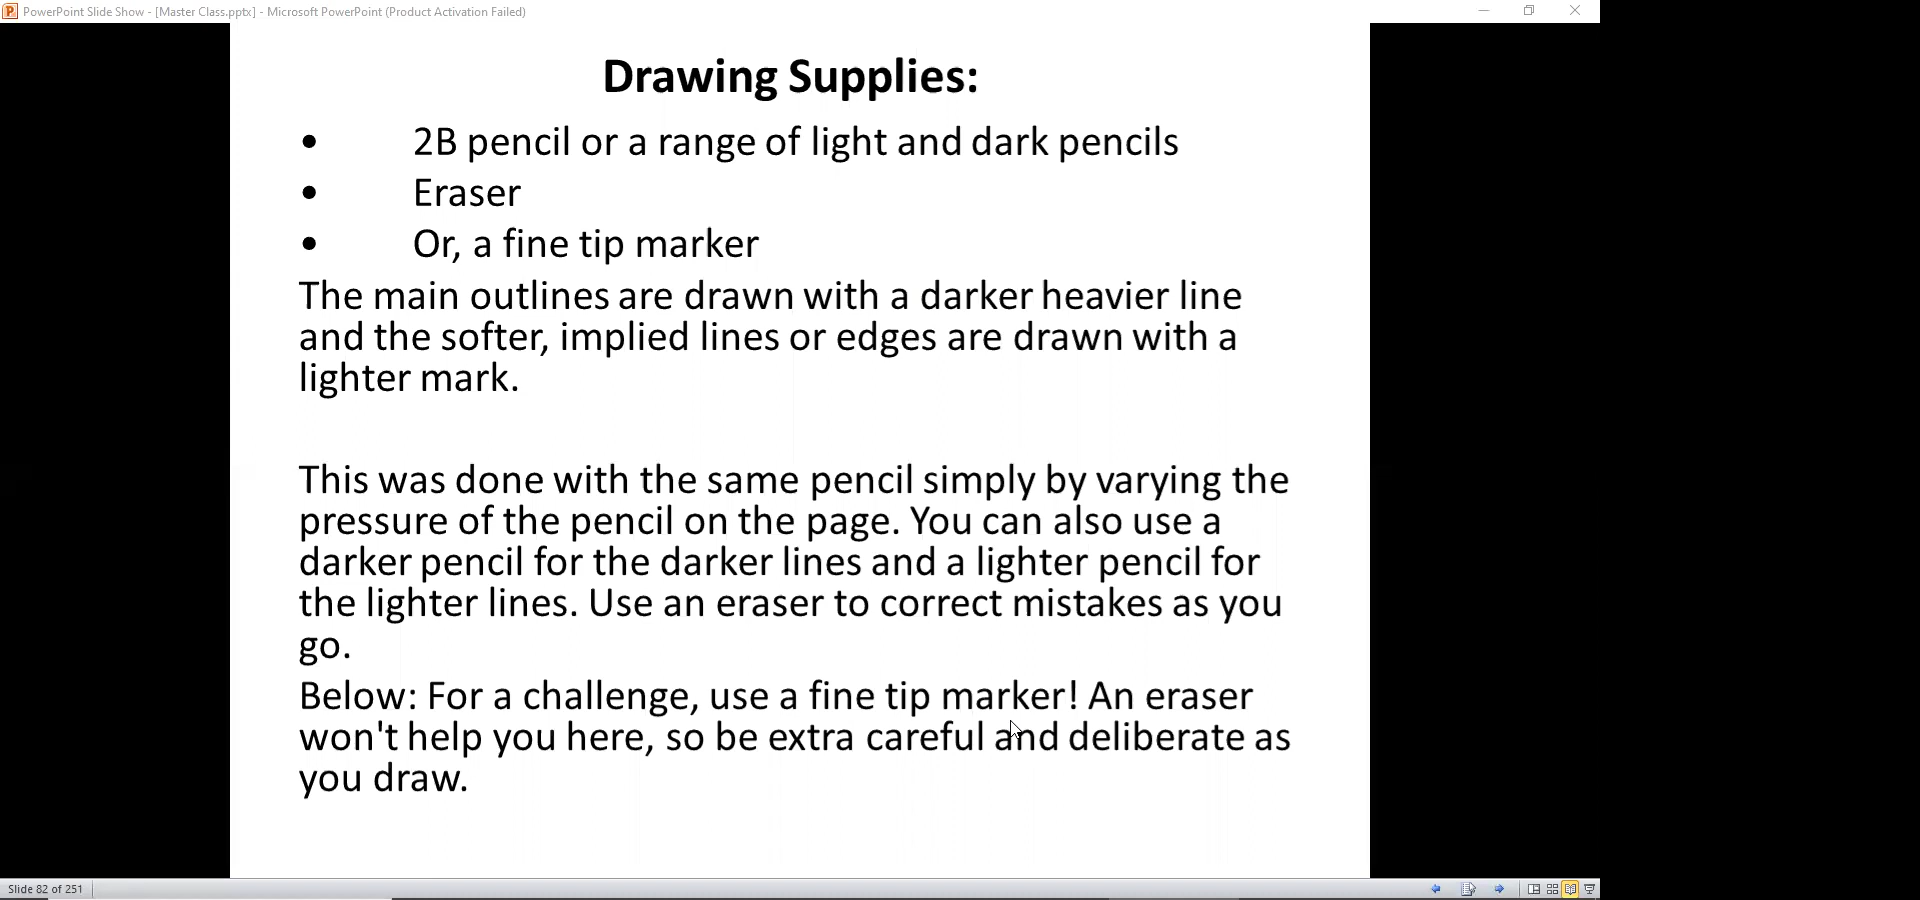 PowerPoint Slide Show - [Master Class.pptx] - Microsoft PowerPoint (Product Activation Failed)
Drawing Supplies:
• 2B pencil or a range of light and dark pencils
• Eraser
• Or, a fine tip marker
The main outlines are drawn with a darker heavier line
and the softer, implied lines or edges are drawn with a
lighter mark.
This was done with the same pencil simply by varying the
pressure of the pencil on the page. You can also use a
darker pencil for the darker lines and a lighter pencil for
the lighter lines. Use an eraser to correct mistakes as you
go.
Below: For a challenge, use a fine tip marker! An eraser
won't help you here, so be extra careful and deliberate as
you draw.
Slide 82 of 251